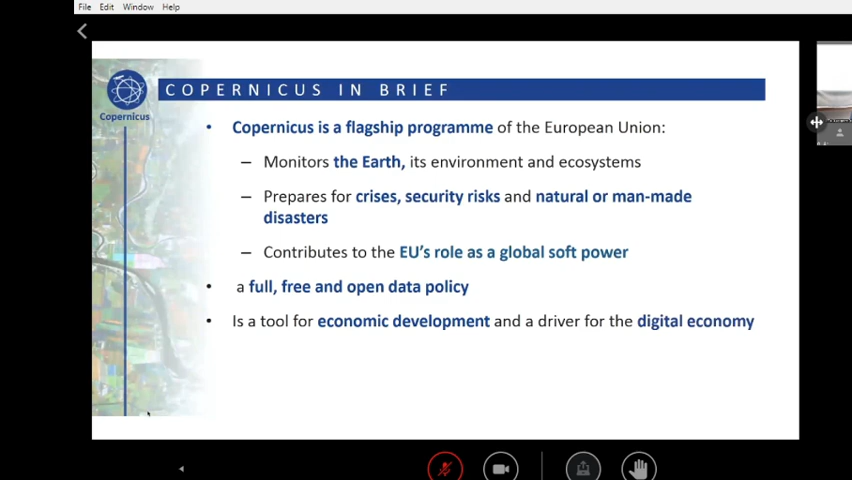 File Edit Window Help
COPERNICUS IN BRIEF
Copernicus
• Copernicus is a flagship programme of the European Union:
– Monitors the Earth, its environment and ecosystems
– Prepares for crises, security risks and natural or man-made
disasters
– Contributes to the EU's role as a global soft power
• a full, free and open data policy
• Is a tool for economic development and a driver for the digital economy